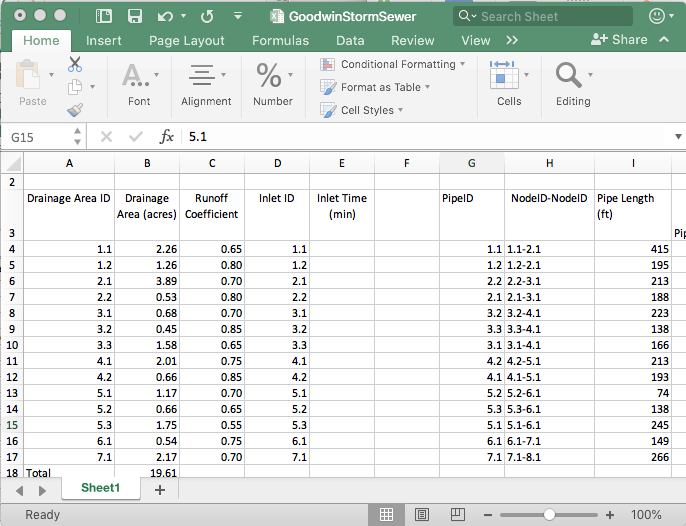 GoodwinStormSewer
Search Sheet
Home Insert Page Layout Formulas Data Review View Share
Paste Font Alignment % Number Conditional Formatting Format as Table Cell Styles Cells Editing
G15 fx 5.1
A B C D E F G H I
2
3 Drainage Area ID Drainage Area (acres) Runoff Coefficient Inlet ID Inlet Time (min) PipeID NodeID-NodeID Pipe Length (ft) Pip
4 1.1 2.26 0.65 1.1 1.1 1.1-2.1 415
5 1.2 1.26 0.80 1.2 1.2 1.2-2.1 195
6 2.1 3.89 0.70 2.1 2.2 2.2-3.1 213
7 2.2 0.53 0.80 2.2 2.1 2.1-3.1 188
8 3.1 0.68 0.70 3.1 3.2 3.2-4.1 223
9 3.2 0.45 0.85 3.2 3.3 3.3-4.1 138
10 3.3 1.58 0.65 3.3 3.1 3.1-4.1 166
11 4.1 2.01 0.75 4.1 4.2 4.2-5.1 213
12 4.2 0.66 0.85 4.2 4.1 4.1-5.1 193
13 5.1 1.17 0.70 5.1 5.2 5.2-6.1 74
14 5.2 0.66 0.65 5.2 5.3 5.3-6.1 138
15 5.3 1.75 0.55 5.3 5.1 5.1-6.1 245
16 6.1 0.54 0.75 6.1 6.1 6.1-7.1 149
17 7.1 2.17 0.70 7.1 7.1 7.1-8.1 266
18 Total 19.61
Sheet1
Ready 100%